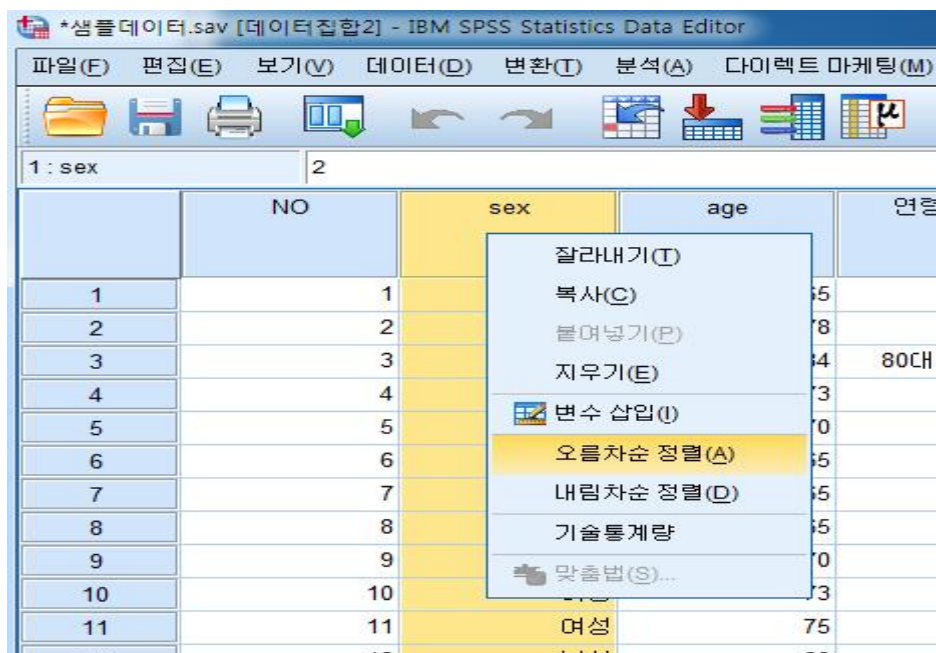 *샘플데이터.sav [데이터집합2] - IBM SPSS Statistics Data Editor
파일(F) 편집(E) 보기(V) 데이터(D) 변환(T) 분석(A) 다이렉트 마케팅(M)
1 : sex 2
NO sex age 연령
잘라내기(T)
복사(C)
붙여넣기(P)
지우기(E)
변수 삽입(I)
오름차순 정렬(A)
내림차순 정렬(D)
기술통계량
맞춤법(S)...
1 1
2 2
3 3 80대
4 4
5 5
6 6
7 7
8 8
9 9
10 10 73
11 11 여성 75